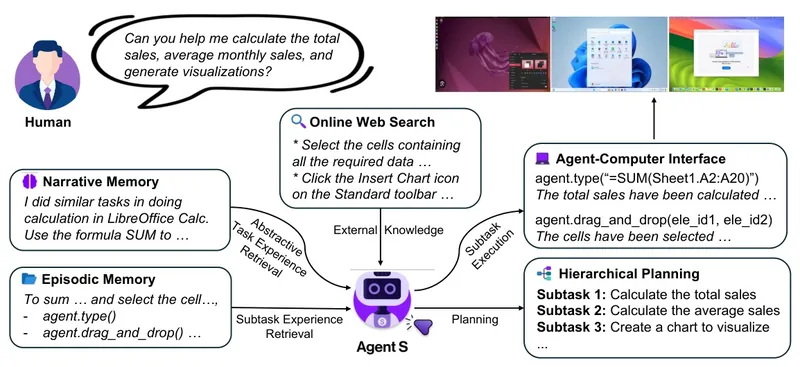 Can you help me calculate the total
sales, average monthly sales, and
generate visualizations?
Human
Online Web Search
* Select the cells containing
all the required data …
* Click the Insert Chart icon
on the Standard toolbar …
Narrative Memory
I did similar tasks in doing
calculation in LibreOffice Calc.
Use the formula SUM to …
Episodic Memory
To sum … and select the cell…,
- agent.type()
- agent.drag_and_drop() …
Abstractive
Task Experience
Retrieval
External Knowledge
Subtask Experience
Retrieval
Agent S
Subtask
Execution
Planning
Agent-Computer Interface
agent.type(“=SUM(Sheet1.A2:A20)”)
The total sales have been calculated …
agent.drag_and_drop(ele_id1, ele_id2)
The cells have been selected …
Hierarchical Planning
Subtask 1: Calculate the total sales
Subtask 2: Calculate the average sales
Subtask 3: Create a chart to visualize
...